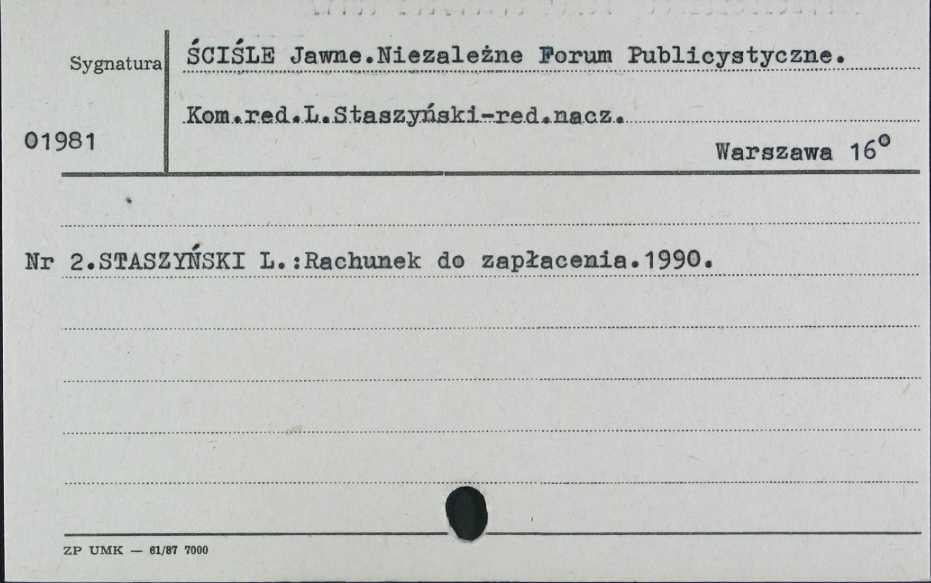 Sygnatura
ŚCIŚLE Jawne.Niezależne Forum Publicystyczne.
Kom.red.L.Staszyński-red.nacz.
01981
Warszawa 16°
Nr 2.STASZYŃSKI L.:Rachunek do zapłacenia.1990.
ZP UMK — 61/87 7000